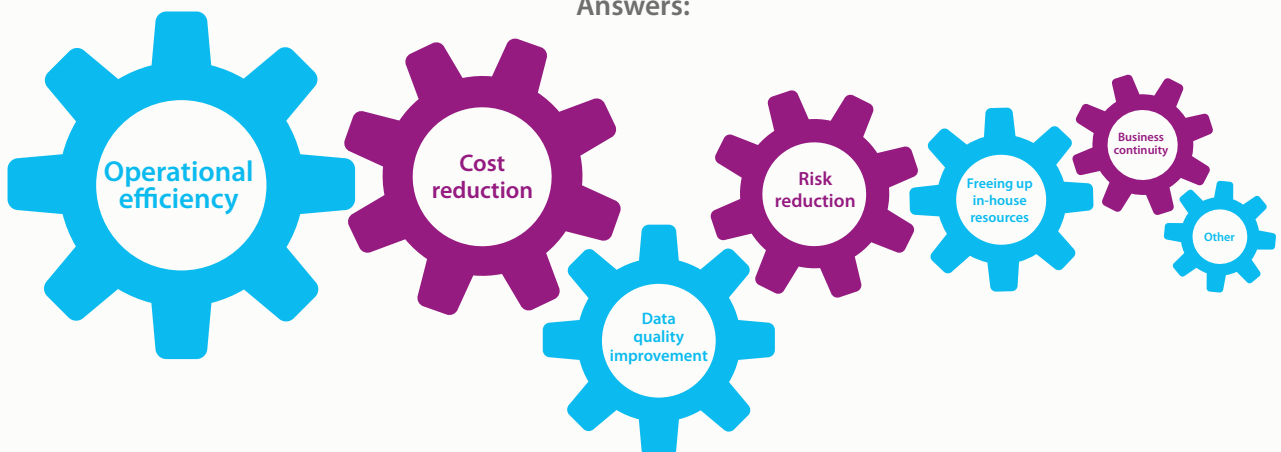 Answers:
Operational
efficiency
Cost
reduction
Data
quality
improvement
Risk
reduction
Freeing up
in-house
resources
Business
continuity
Other